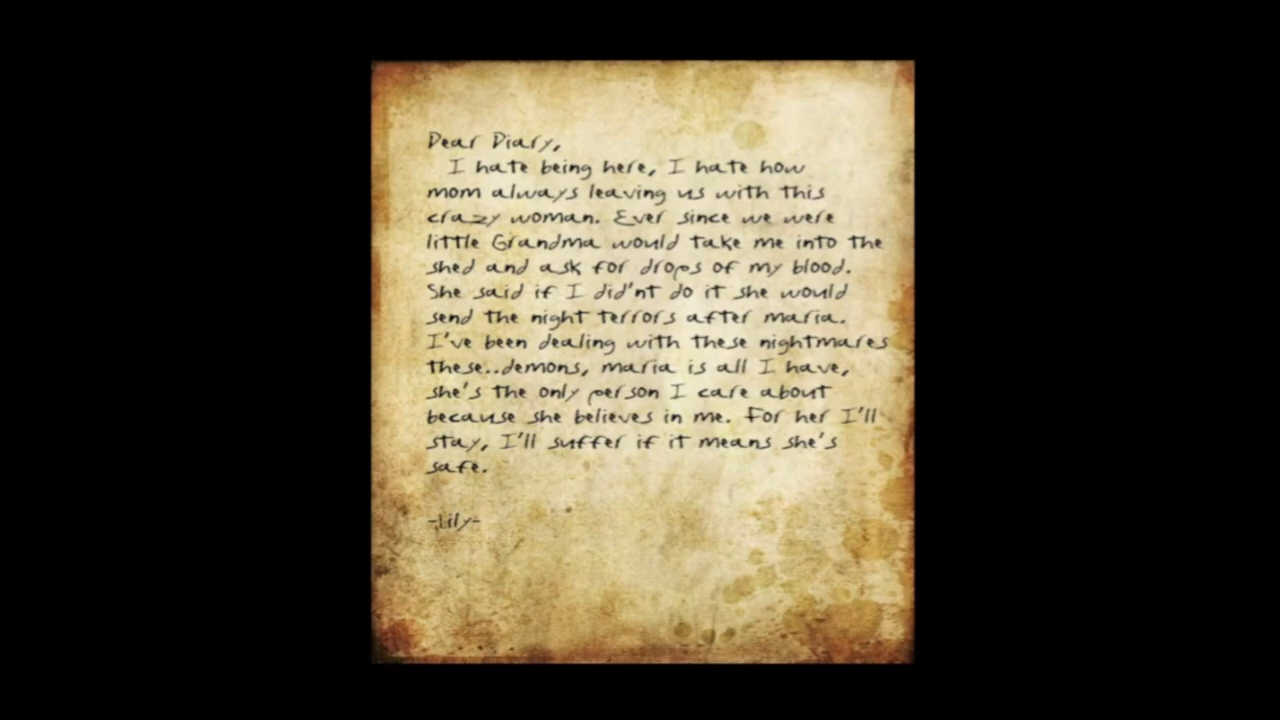 Dear Diary,
I hate being here, I hate how
mom always leaving us with this
crazy woman. Ever since we were
little Grandma would take me into the
shed and ask for drops of my blood.
She said if I did'nt do it she would
send the night terrors after maria.
I've been dealing with these nightmares
these..demons, maria is all I have,
she's the only person I care about
because she believes in me. For her I'll
stay, I'll suffer if it means she's
safe.
-Lily-